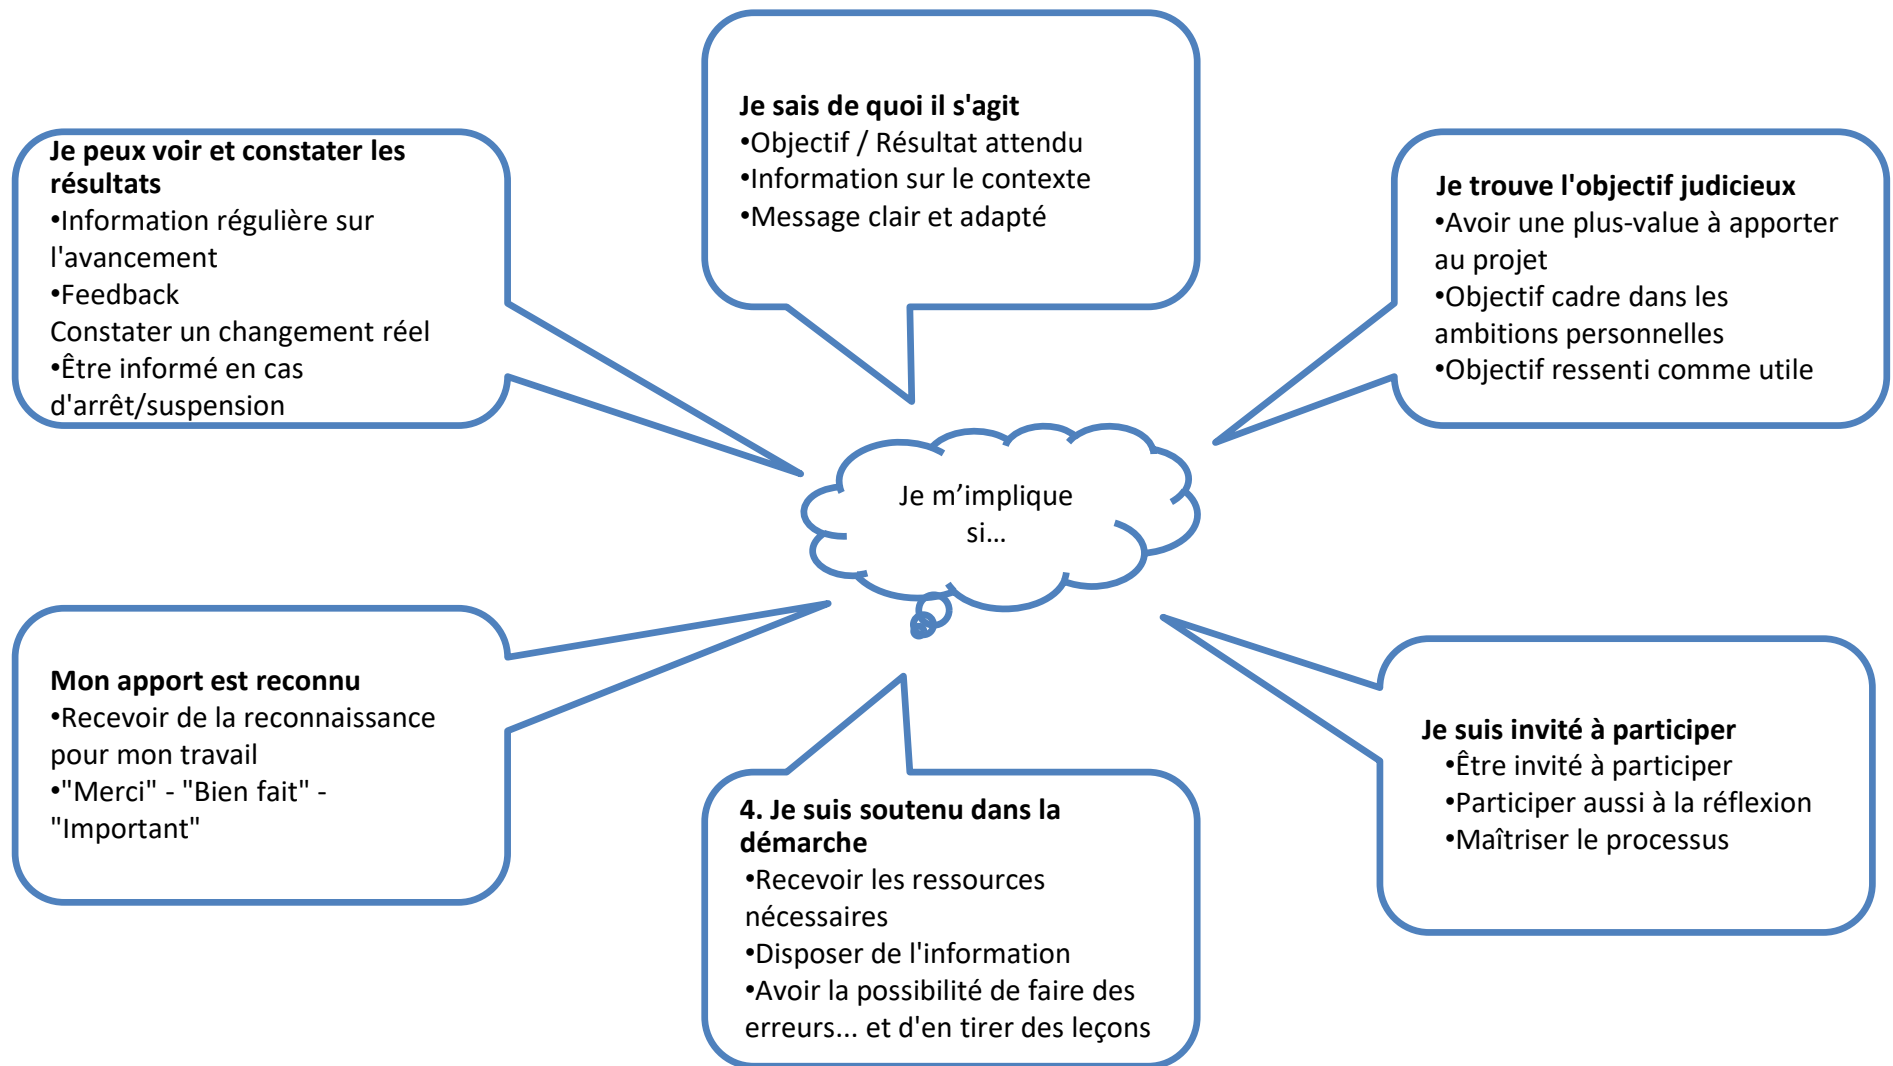 Je sais de quoi il s'agit
•Objectif / Résultat attendu
•Information sur le contexte
•Message clair et adapté
Je peux voir et constater les
résultats
•Information régulière sur
l'avancement
•Feedback
Constater un changement réel
•Être informé en cas
d'arrêt/suspension
Je trouve l'objectif judicieux
•Avoir une plus-value à apporter
au projet
•Objectif cadre dans les
ambitions personnelles
•Objectif ressenti comme utile
Je m’implique
si…
Mon apport est reconnu
•Recevoir de la reconnaissance
pour mon travail
•"Merci" - "Bien fait" -
"Important"
4. Je suis soutenu dans la
démarche
•Recevoir les ressources
nécessaires
•Disposer de l'information
•Avoir la possibilité de faire des
erreurs... et d'en tirer des leçons
Je suis invité à participer
•Être invité à participer
•Participer aussi à la réflexion
•Maîtriser le processus